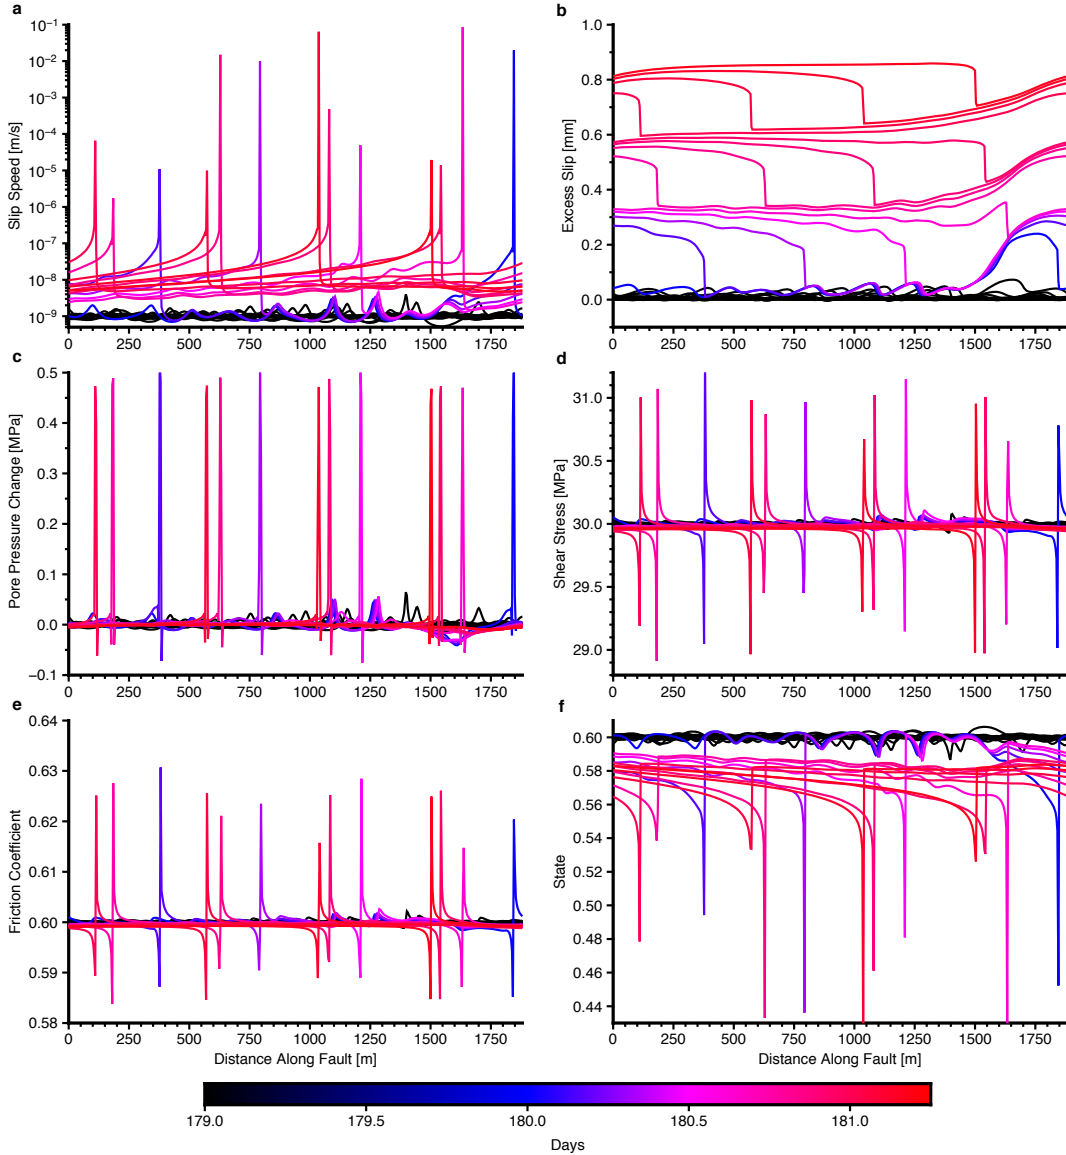 a
Slip Speed [m/s]
10⁻¹
10⁻²
10⁻³
10⁻⁴
10⁻⁵
10⁻⁶
10⁻⁷
10⁻⁸
10⁻⁹
0 250 500 750 1000 1250 1500 1750
b
Excess Slip [mm]
1.0
0.8
0.6
0.4
0.2
0.0
0 250 500 750 1000 1250 1500 1750
c
Pore Pressure Change [MPa]
0.5
0.4
0.3
0.2
0.1
0.0
−0.1
0 250 500 750 1000 1250 1500 1750
d
Shear Stress [MPa]
31.0
30.5
30.0
29.5
29.0
0 250 500 750 1000 1250 1500 1750
e
Friction Coefficient
0.64
0.63
0.62
0.61
0.60
0.59
0.58
0 250 500 750 1000 1250 1500 1750
Distance Along Fault [m]
f
State
0.60
0.58
0.56
0.54
0.52
0.50
0.48
0.46
0.44
0 250 500 750 1000 1250 1500 1750
Distance Along Fault [m]
179.0 179.5 180.0 180.5 181.0
Days